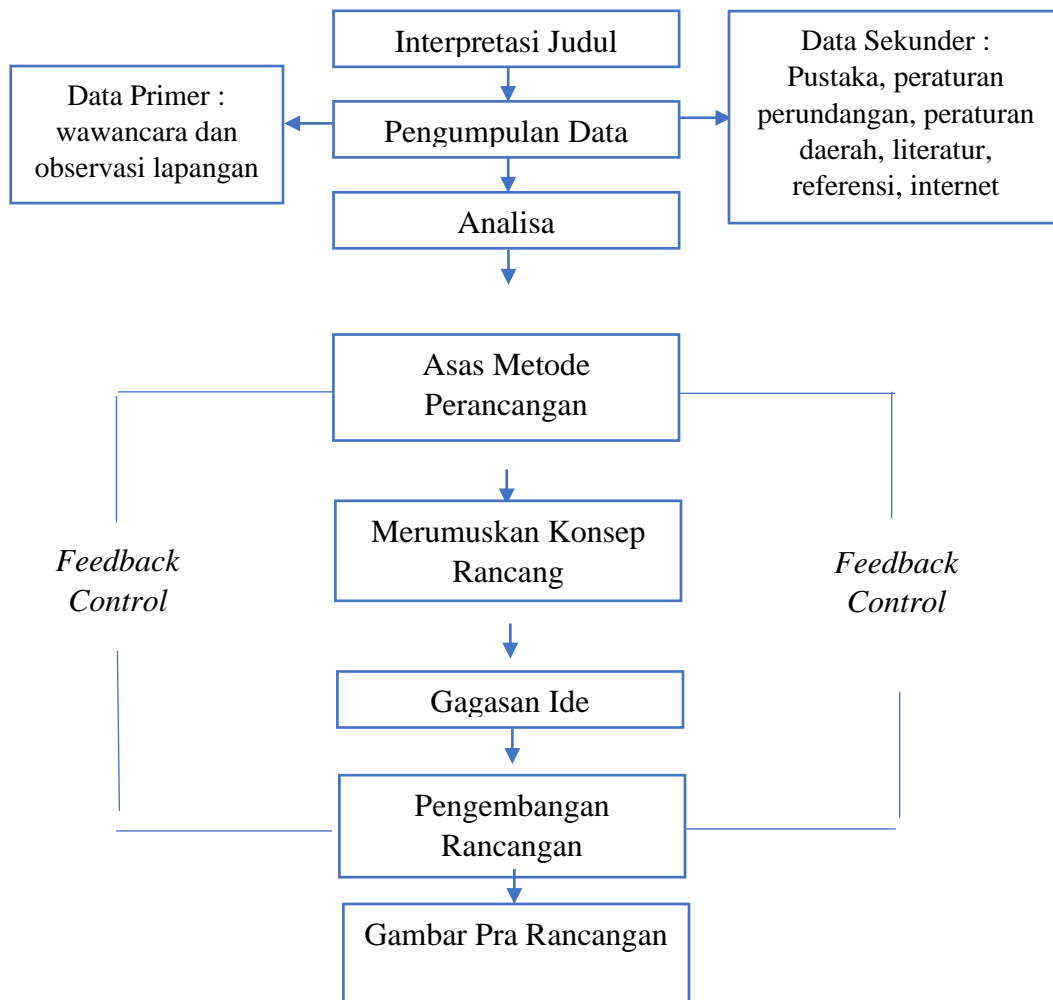 Interpretasi Judul
Data Primer :
wawancara dan
observasi lapangan
Pengumpulan Data
Data Sekunder :
Pustaka, peraturan
perundangan, peraturan
daerah, literatur,
referensi, internet
Analisa
Asas Metode
Perancangan
Feedback
Control
Merumuskan Konsep
Rancang
Feedback
Control
Gagasan Ide
Pengembangan
Rancangan
Gambar Pra Rancangan